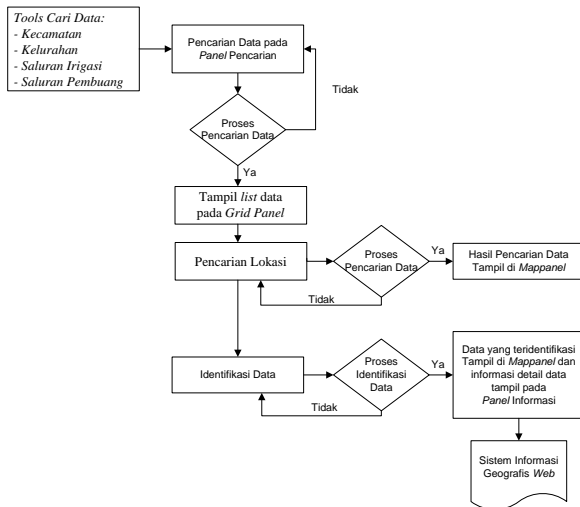 Tools Cari Data:
- Kecamatan
- Kelurahan
- Saluran Irigasi
- Saluran Pembuang
Pencarian Data pada
Panel Pencarian
Tidak
Proses
Pencarian Data
Ya
Tampil list data
pada Grid Panel
Pencarian Lokasi
Proses
Pencarian Data
Ya
Hasil Pencarian Data
Tampil di Mappanel
Tidak
Identifikasi Data
Proses
Identifikasi
Data
Ya
Data yang teridentifikasi
Tampil di Mappanel dan
informasi detail data
tampil pada
Panel Informasi
Tidak
Sistem Informasi
Geografis Web